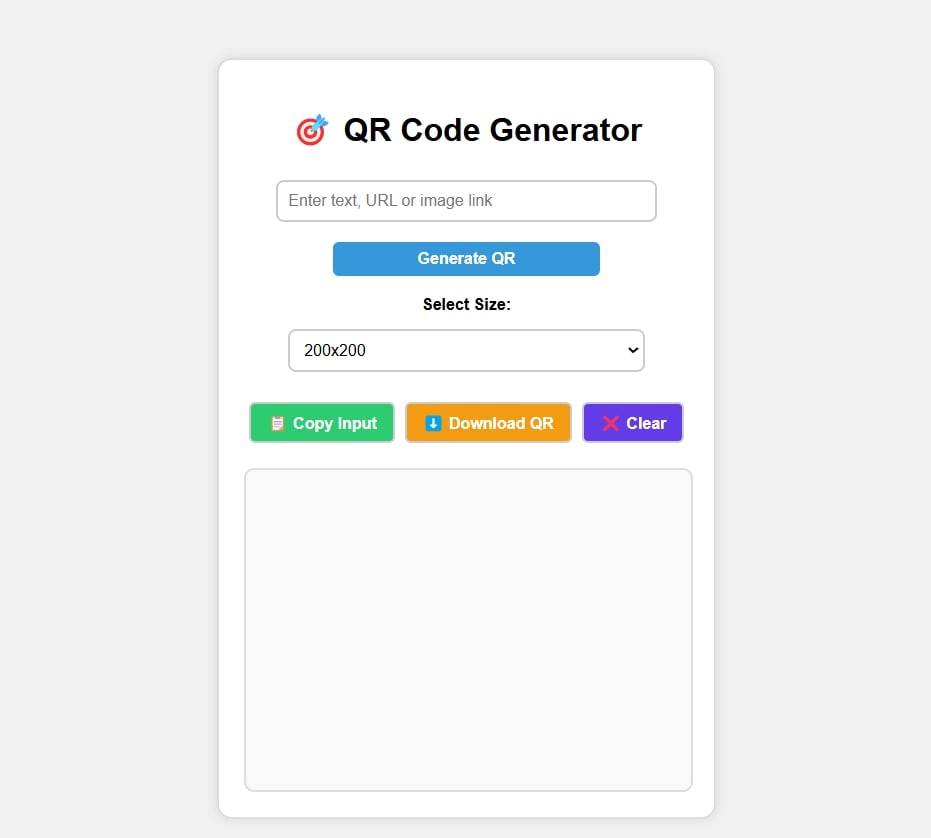 🎯 QR Code Generator
Enter text, URL or image link
Generate QR
Select Size:
200x200
📋 Copy Input ⬇️ Download QR ❌ Clear